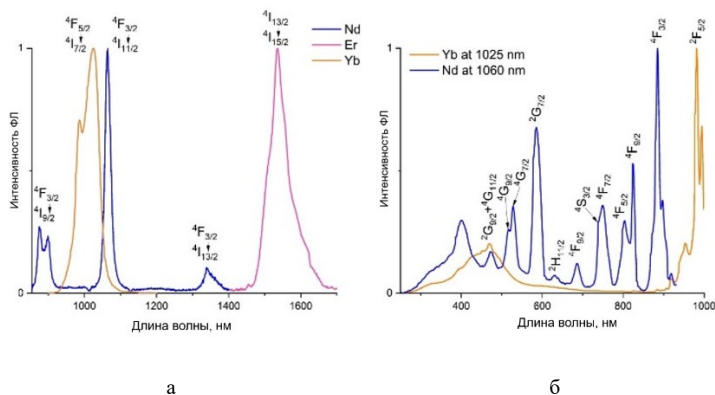 ⁴F₅/₂ ⁴F₃/₂
⁴I₇/₂ ⁴I₁₁/₂
⁴I₁₃/₂
⁴I₁₅/₂
Nd
Er
Yb
⁴F₃/₂
⁴I₉/₂
⁴F₃/₂
⁴I₁₃/₂
Интенсивность ФЛ
1
0
1000 1200 1400 1600
Длина волны, нм
а
Yb at 1025 nm
Nd at 1060 nm
²G₉/₂+⁴G₁₁/₂
⁴G₉/₂
⁴G₇/₂
²G₇/₂
²H₁₁/₂
⁴F₉/₂
⁴S₃/₂
⁴F₇/₂
⁴F₅/₂
⁴F₉/₂
⁴F₃/₂
²F₅/₂
Интенсивность ФЛ
1
0
400 600 800 1000
Длина волны, нм
б